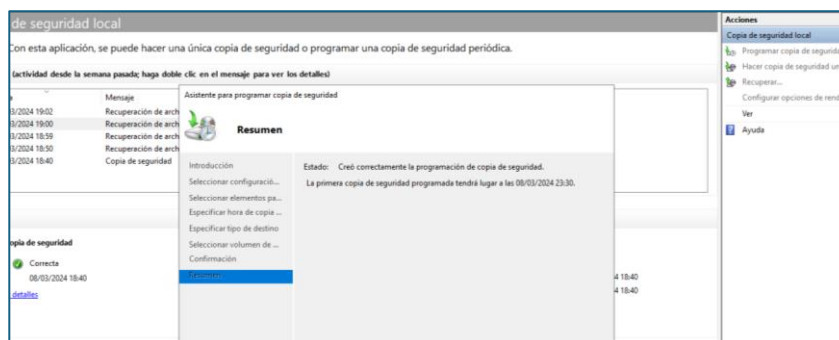 de seguridad local
Con esta aplicación, se puede hacer una única copia de seguridad o programar una copia de seguridad periódica.
(actividad desde la semana pasada; haga doble clic en el mensaje para ver los detalles)
Mensaje
3/2024 19:02 Recuperación de arch
3/2024 19:00 Recuperación de arch
3/2024 18:59 Recuperación de arch
3/2024 18:50 Recuperación de arch
3/2024 18:40 Copia de seguridad
Asistente para programar copia de seguridad
Resumen
Introducción
Seleccionar configuració...
Seleccionar elementos pa...
Especificar hora de copia ...
Especificar tipo de destino
Seleccionar volumen de ...
Confirmación
Resumen
Estado: Creó correctamente la programación de copia de seguridad.
La primera copia de seguridad programada tendrá lugar a las 08/03/2024 23:30.
opia de seguridad
Correcta
08/03/2024 18:40
detalles
4 18:40
4 18:40
Acciones
Copia de seguridad local
Programar copia de segurida
Hacer copia de seguridad un
Recuperar...
Configurar opciones de rend
Ver
Ayuda